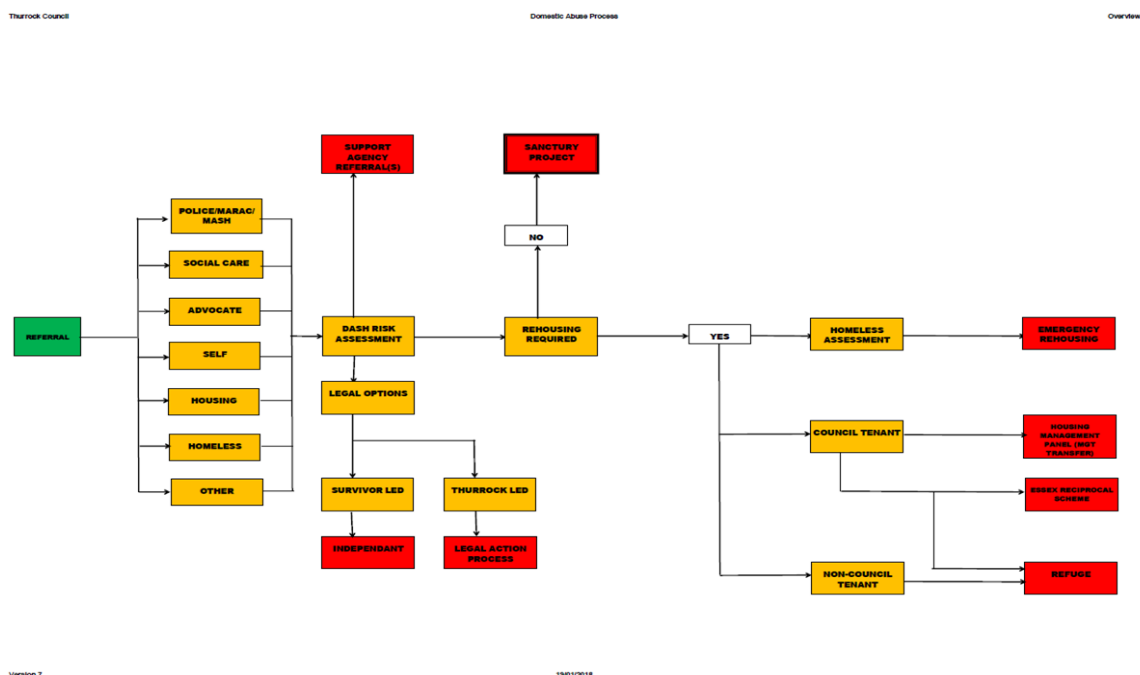 Thurrock Council
Domestic Abuse Process
Overview
SUPPORT
AGENCY
REFERRAL(S)
SANCTURY
PROJECT
POLICE/MARAC/
MASH
NO
SOCIAL CARE
ADVOCATE
REFERRAL
DASH RISK
ASSESSMENT
REHOUSING
REQUIRED
YES
HOMELESS
ASSESSMENT
EMERGENCY
REHOUSING
SELF
LEGAL OPTIONS
HOUSING
HOMELESS
COUNCIL TENANT
HOUSING
MANAGEMENT
PANEL (MGT
TRANSFER)
OTHER
SURVIVOR LED
THURROCK LED
ESSEX RECIPROCAL
SCHEME
INDEPENDANT
LEGAL ACTION
PROCESS
NON-COUNCIL
TENANT
REFUGE
Version 7
19/01/2018